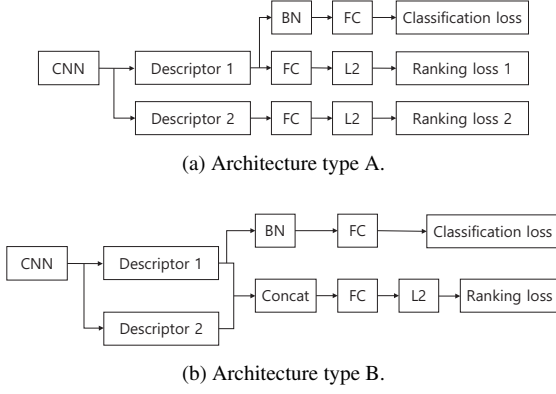 BN FC Classification loss
CNN Descriptor 1 FC L2 Ranking loss 1
Descriptor 2 FC L2 Ranking loss 2
(a) Architecture type A.
BN FC Classification loss
CNN Descriptor 1
Concat FC L2 Ranking loss
Descriptor 2
(b) Architecture type B.